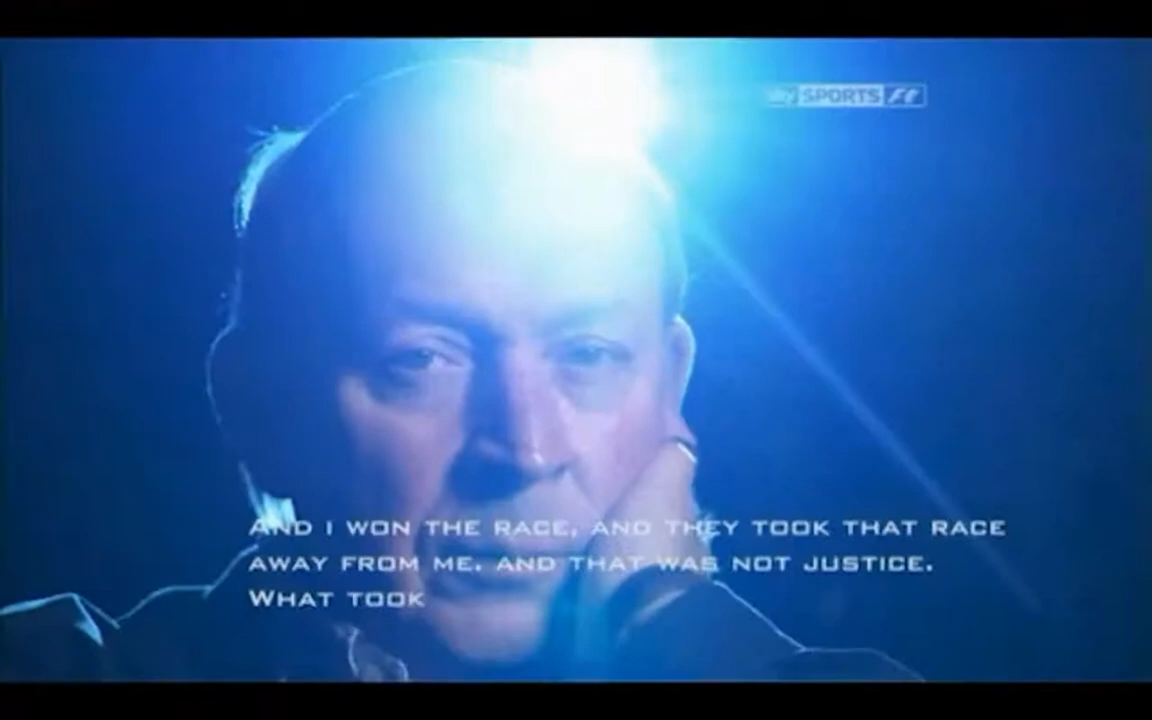 sky SPORTS F1
AND I WON THE RACE, AND THEY TOOK THAT RACE
AWAY FROM ME. AND THAT WAS NOT JUSTICE.
WHAT TOOK